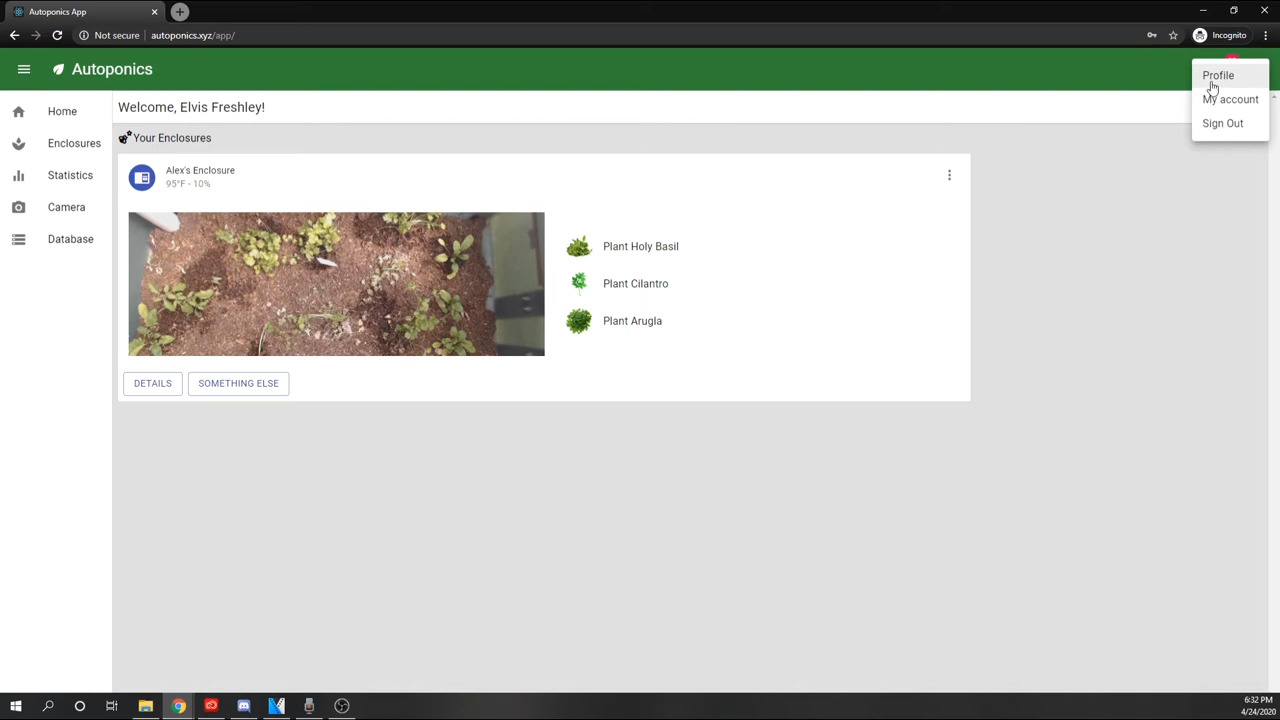 Autoponics App
Not secure
autoponics.xyz/app/
Incognito
Autoponics
Profile
My account
Sign Out
Home
Enclosures
Statistics
Camera
Database
Welcome, Elvis Freshley!
Your Enclosures
Alex's Enclosure
95°F - 10%
Plant Holy Basil
Plant Cilantro
Plant Arugla
DETAILS
SOMETHING ELSE
6:32 PM
4/24/2020